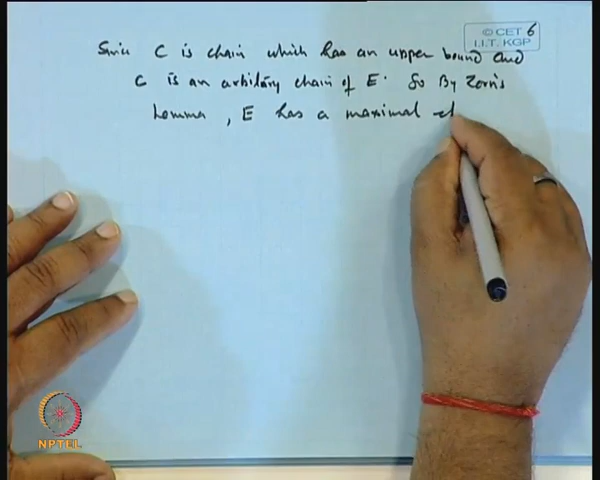 © CET 6
I.I.T. KGP
Since C is chain which has an upper bound and
C is an arbitrary chain of E. So By Zorn's
Lemma, E has a maximal el
NPTEL